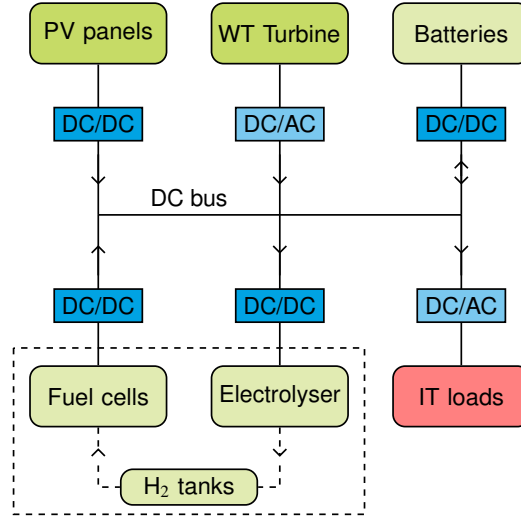 PV panels
WT Turbine
Batteries
DC/DC
DC/AC
DC/DC
DC bus
DC/DC
DC/DC
DC/AC
Fuel cells
Electrolyser
IT loads
H₂ tanks